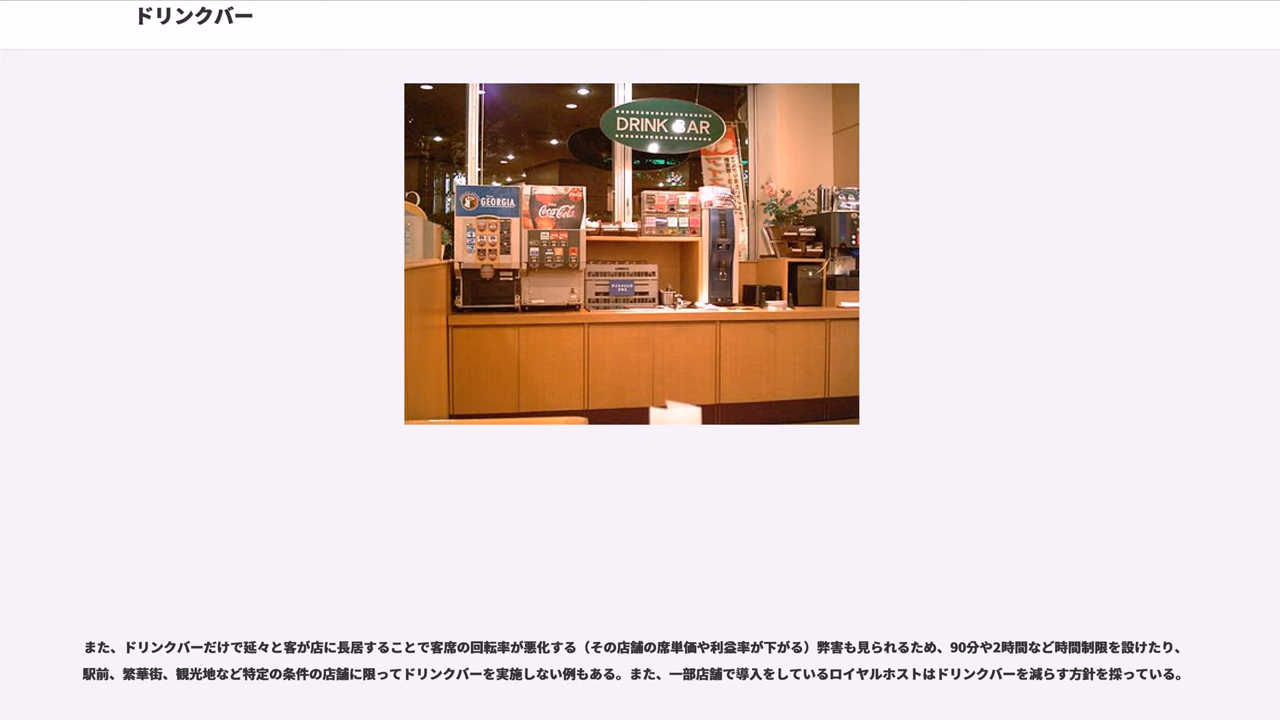 ドリンクバー
DRINK BAR
GEORGIA
Coca-Cola
また、ドリンクバーだけで延々と客が店に長居することで客席の回転率が悪化する（その店舗の席単価や利益率が下がる）弊害も見られるため、90分や2時間など時間制限を設けたり、
駅前、繁華街、観光地など特定の条件の店舗に限ってドリンクバーを実施しない例もある。また、一部店舗で導入をしているロイヤルホストはドリンクバーを減らす方針を採っている。